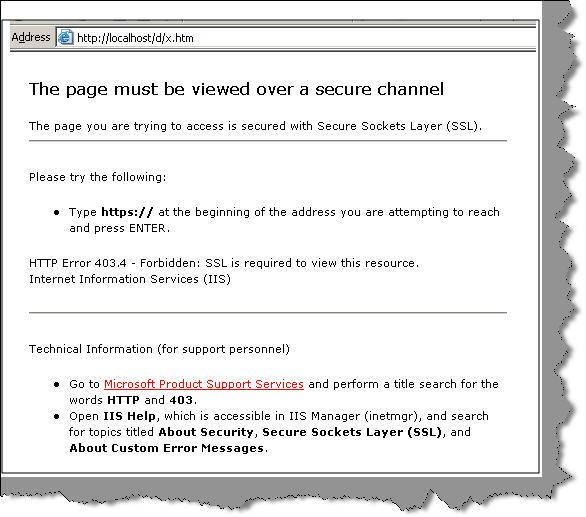 Address http://localhost/d/x.htm
The page must be viewed over a secure channel
The page you are trying to access is secured with Secure Sockets Layer (SSL).
Please try the following:
• Type https:// at the beginning of the address you are attempting to reach
and press ENTER.
HTTP Error 403.4 - Forbidden: SSL is required to view this resource.
Internet Information Services (IIS)
Technical Information (for support personnel)
• Go to Microsoft Product Support Services and perform a title search for the
words HTTP and 403.
• Open IIS Help, which is accessible in IIS Manager (inetmgr), and search
for topics titled About Security, Secure Sockets Layer (SSL), and
About Custom Error Messages.